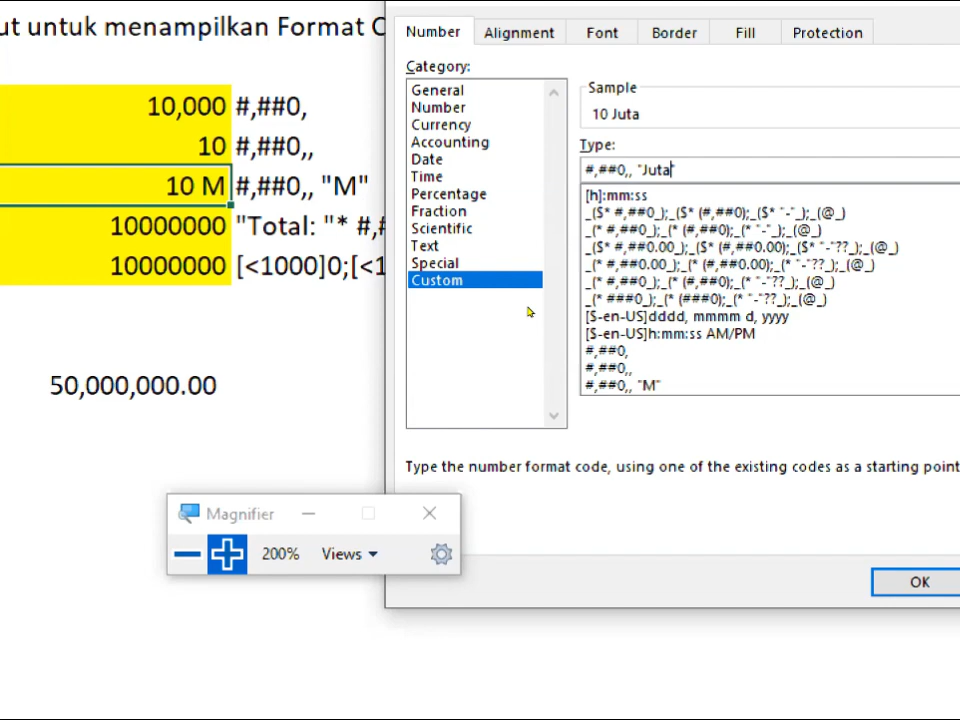 ut untuk menampilkan Format C
10,000 #,##0,
10 #,##0,,
10 M #,##0,, "M"
10000000 "Total: "* #,#
10000000 [<1000]0;[<1
50,000,000.00
Number Alignment Font Border Fill Protection
Category:
General
Number
Currency
Accounting
Date
Time
Percentage
Fraction
Scientific
Text
Special
Custom
Sample
10 Juta
Type:
#,##0,, "Juta"
[h]:mm:ss
_($* #,##0_);_($* (#,##0);_($* "-"_);_(@_)
_(* #,##0_);_(* (#,##0);_(* "-"_);_(@_)
_($* #,##0.00_);_($* (#,##0.00);_($* "-"??_);_(@_)
_(* #,##0.00_);_(* (#,##0.00);_(* "-"??_);_(@_)
_(* #,##0_);_(* (#,##0);_(* "-"??_);_(@_)
_(* ###0_);_(* (###0);_(* "-"??_);_(@_)
[$-en-US]dddd, mmmm d, yyyy
[$-en-US]h:mm:ss AM/PM
#,##0,
#,##0,,
#,##0,, "M"
Type the number format code, using one of the existing codes as a starting point
OK
Magnifier
200% Views